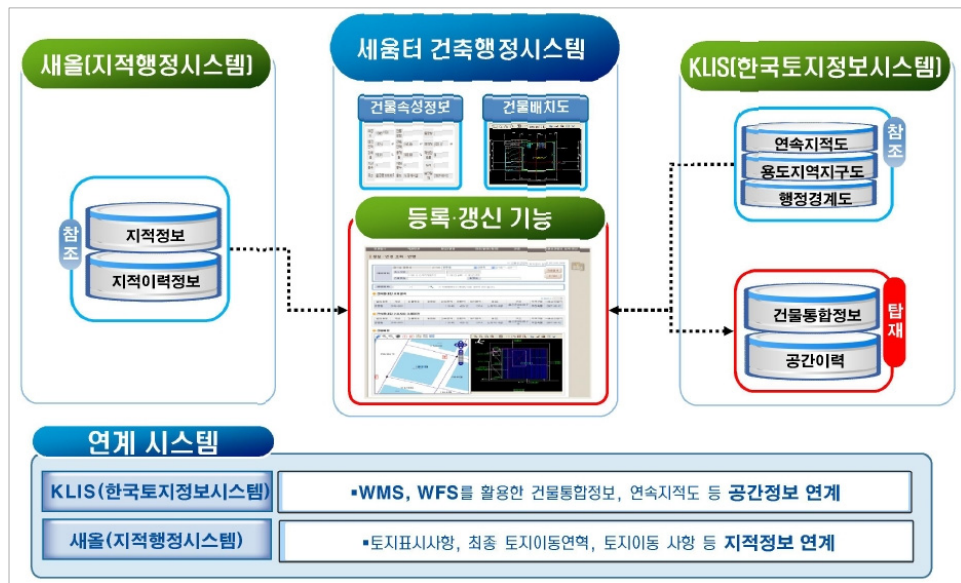 새올(지적행정시스템)
참조
지적정보
지적이력정보
세움터 건축행정시스템
건물속성정보
건물배치도
등록·갱신 기능
KLIS(한국토지정보시스템)
연속지적도
용도지역지구도
행정경계도
참조
건물통합정보
공간이력
탑재
연계 시스템
KLIS(한국토지정보시스템)
▪WMS, WFS를 활용한 건물통합정보, 연속지적도 등 공간정보 연계
새올(지적행정시스템)
▪토지표시사항, 최종 토지이동연혁, 토지이동 사항 등 지적정보 연계